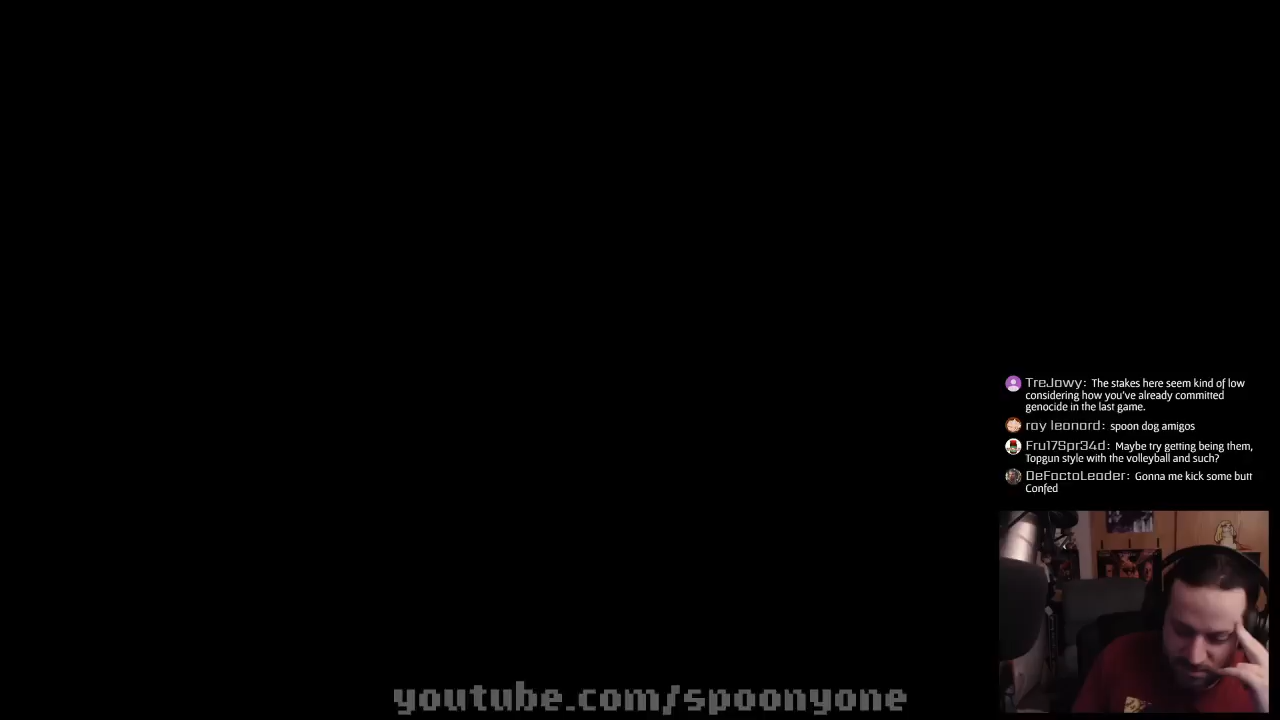 TreJowy: The stakes here seem kind of low
considering how you've already committed
genocide in the last game.
roy leonard: spoon dog amigos
Fru17Spr34d: Maybe try getting being them,
Topgun style with the volleyball and such?
DeFactoLeader: Gonna me kick some butt
Confed
youtube.com/spoonyone